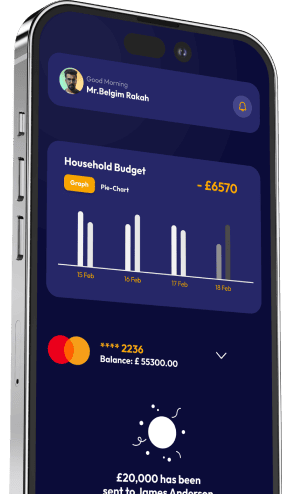 Good Morning
Mr.Belgim Rakah
Household Budget
- £6570
Graph Pie-Chart
15 Feb 16 Feb 17 Feb 18 Feb
**** 2236
Balance: £ 55300.00
£20,000 has been
sent to James Anderson